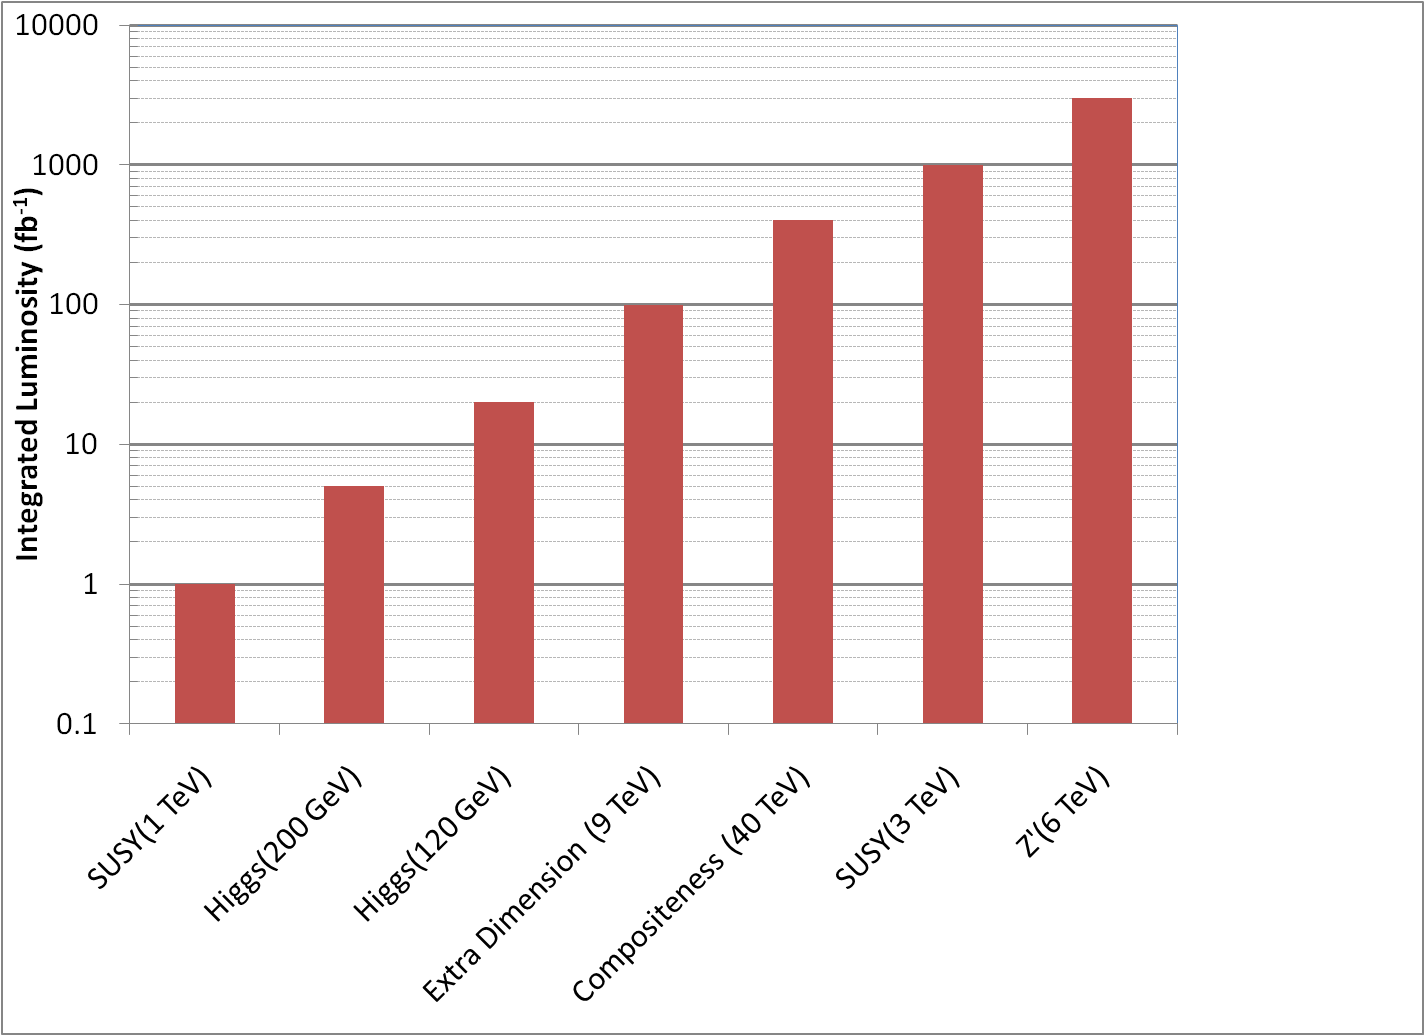 10000
1000
100
10
1
0.1
Integrated Luminosity (fb⁻¹)
SUSY(1 TeV)
Higgs(200 GeV)
Higgs(120 GeV)
Extra Dimension (9 TeV)
Compositeness (40 TeV)
SUSY(3 TeV)
Z'(6 TeV)